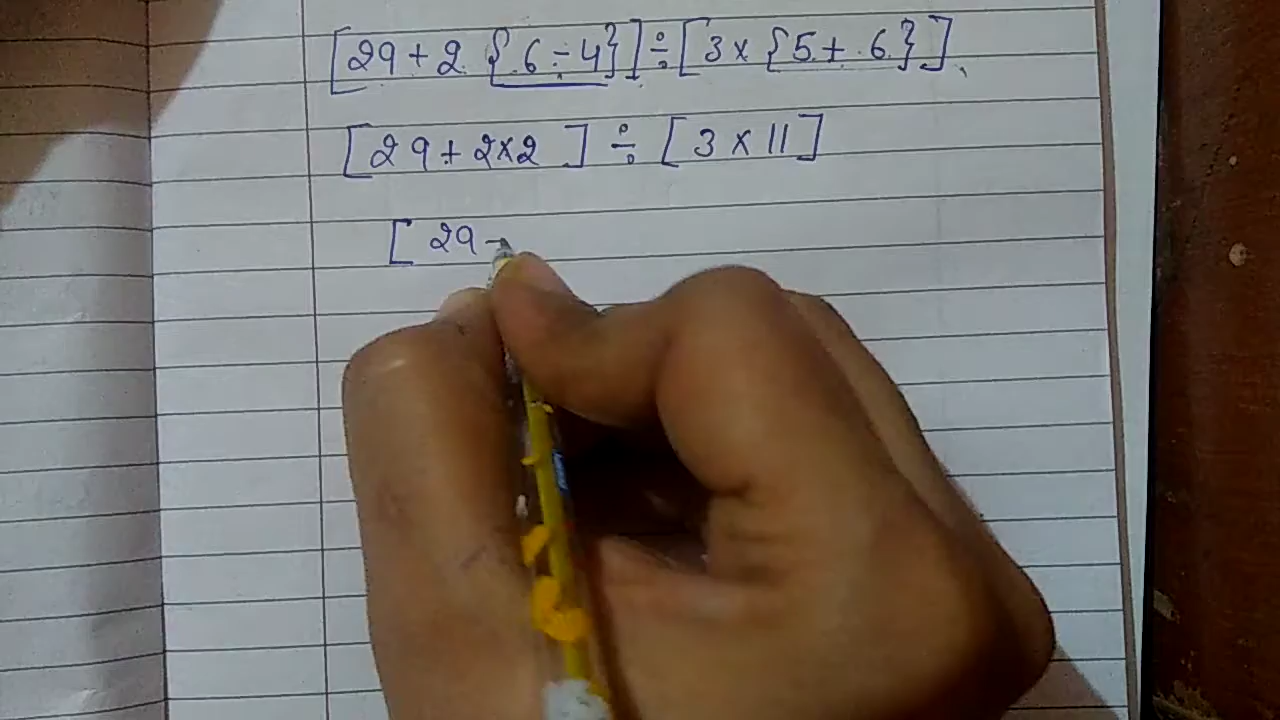 [29 + 2 {6 - 4}] ÷ [3 × {5 + 6}]
[29 + 2×2] ÷ [3 × 11]
[29